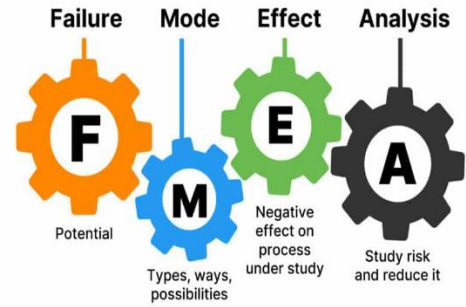 Failure Mode Effect Analysis
F
M
E
A
Potential
Types, ways,
possibilities
Negative
effect on
process
under study
Study risk
and reduce it